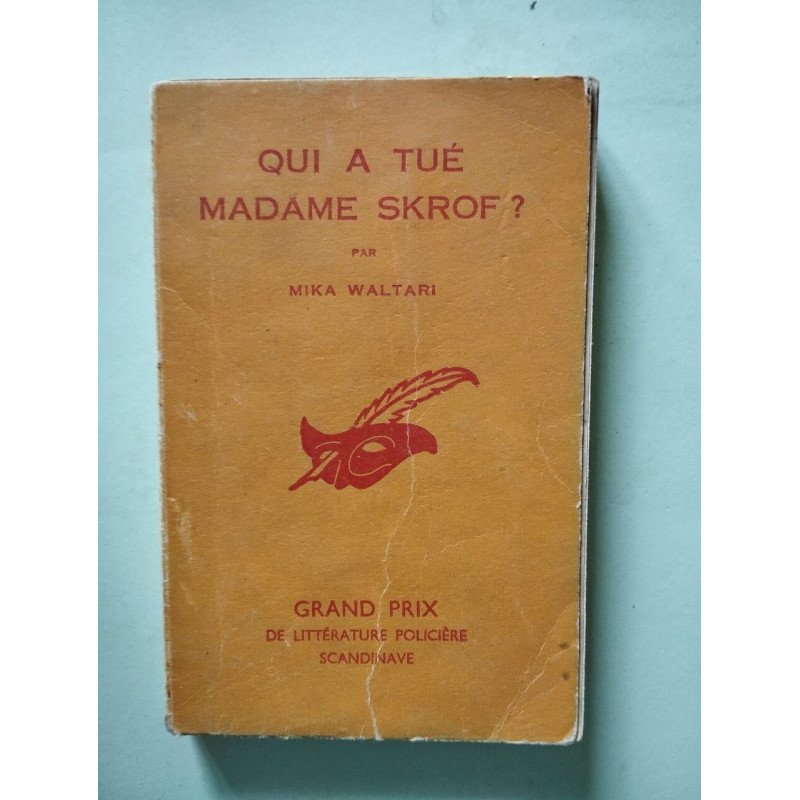 QUI A TUÉ
MADAME SKROF ?
PAR
MIKA WALTARI
GRAND PRIX
DE LITTÉRATURE POLICIÈRE
SCANDINAVE